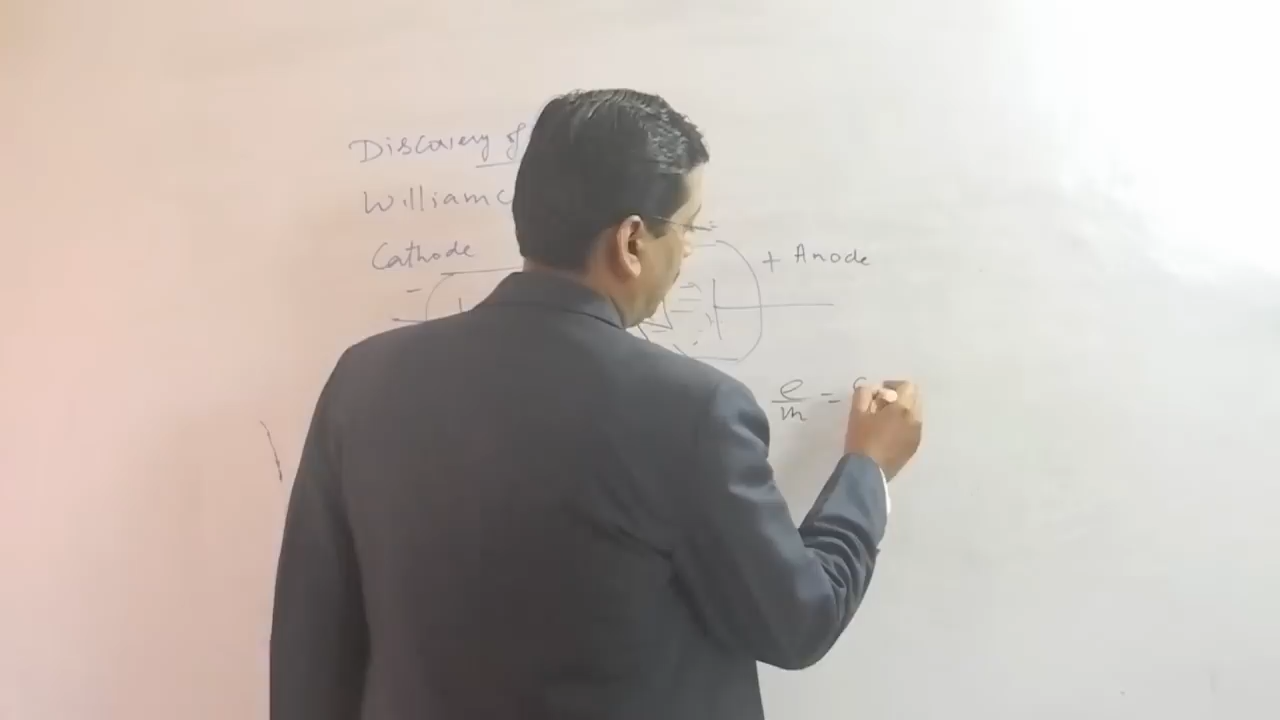 Discovery of
William C
Cathode
+ Anode
-
e/m =